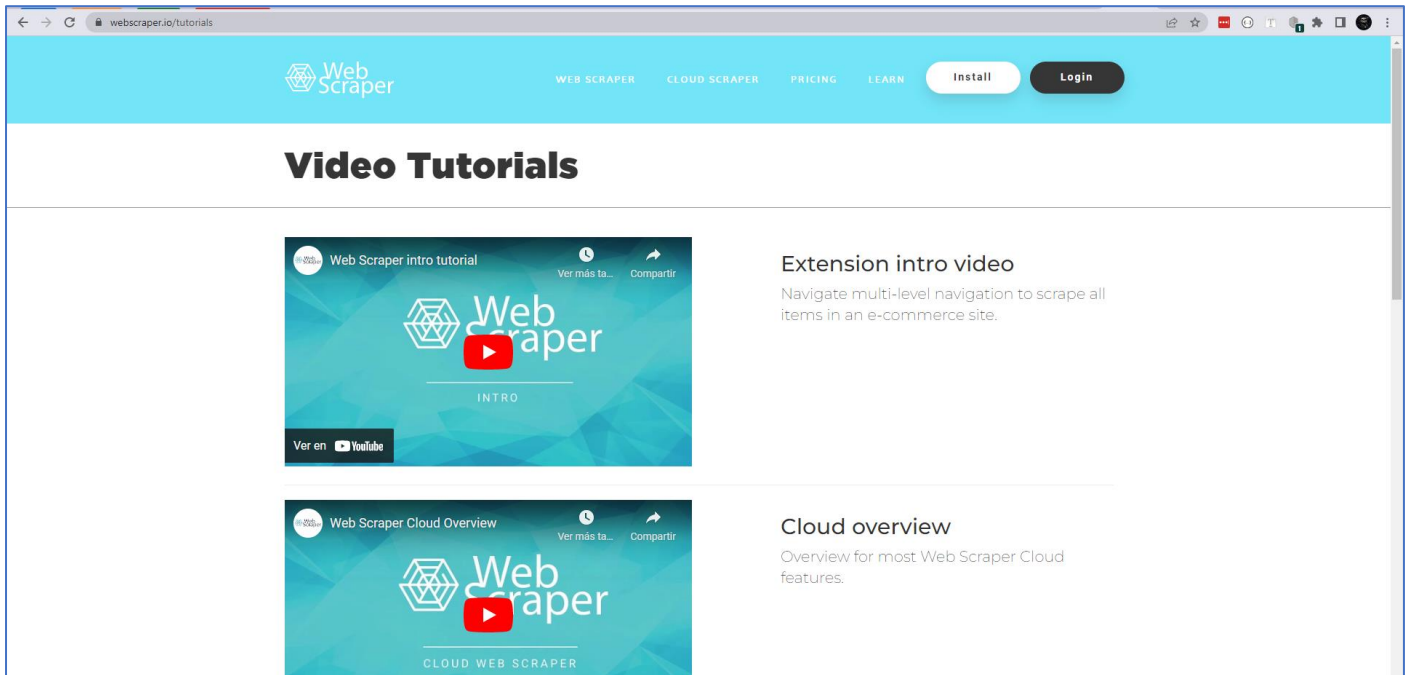 webscraper.io/tutorials
1
Web
Scraper
WEB SCRAPER CLOUD SCRAPER PRICING LEARN Install Login
Video Tutorials
Web Scraper intro tutorial
Ver más ta... Compartir
Web
Scraper
INTRO
Ver en YouTube
Extension intro video
Navigate multi-level navigation to scrape all
items in an e-commerce site.
Web Scraper Cloud Overview
Ver más ta... Compartir
Web
Scraper
CLOUD WEB SCRAPER
Cloud overview
Overview for most Web Scraper Cloud
features.